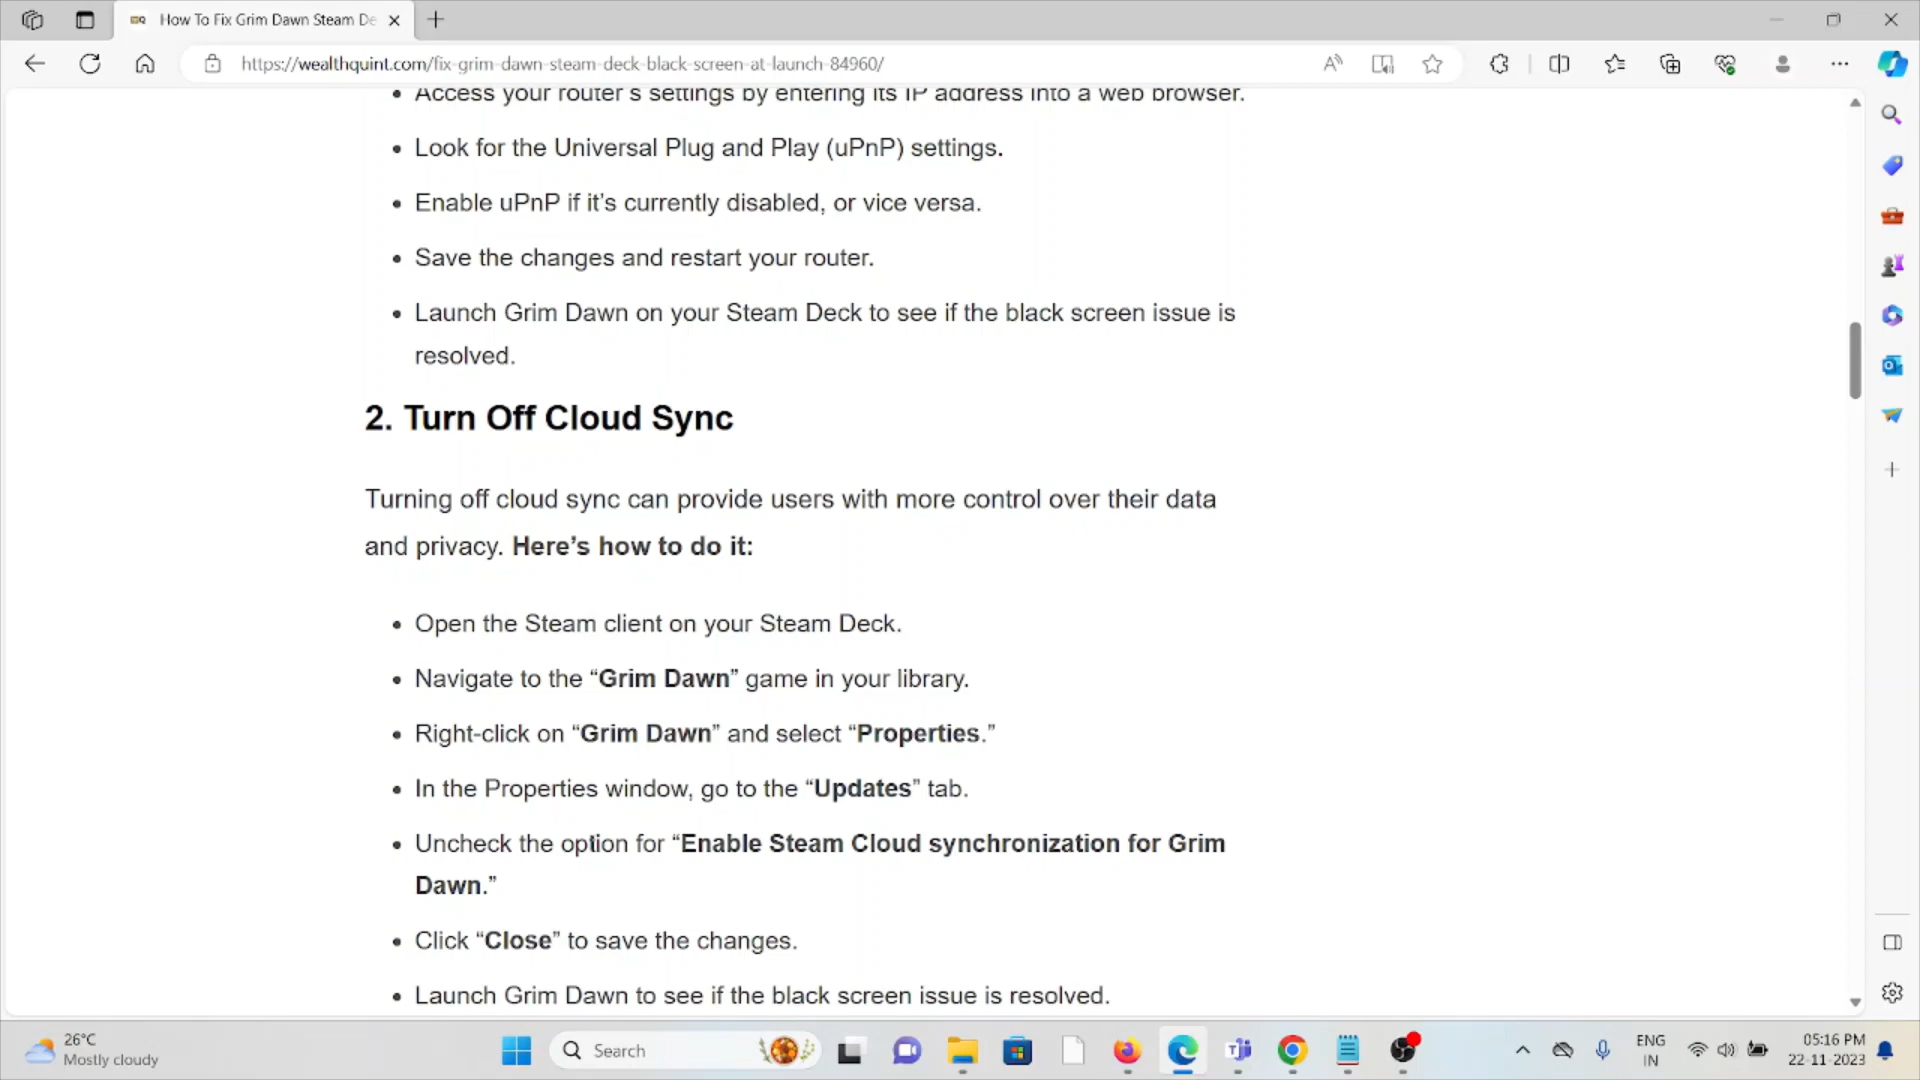 How To Fix Grim Dawn Steam De
https://wealthquint.com/fix-grim-dawn-steam-deck-black-screen-at-launch-84960/
• Access your router's settings by entering its IP address into a web browser.
• Look for the Universal Plug and Play (uPnP) settings.
• Enable uPnP if it’s currently disabled, or vice versa.
• Save the changes and restart your router.
• Launch Grim Dawn on your Steam Deck to see if the black screen issue is
resolved.
2. Turn Off Cloud Sync
Turning off cloud sync can provide users with more control over their data
and privacy. Here’s how to do it:
• Open the Steam client on your Steam Deck.
• Navigate to the “Grim Dawn” game in your library.
• Right-click on “Grim Dawn” and select “Properties.”
• In the Properties window, go to the “Updates” tab.
• Uncheck the option for “Enable Steam Cloud synchronization for Grim
Dawn.”
• Click “Close” to save the changes.
• Launch Grim Dawn to see if the black screen issue is resolved.
26°C
Mostly cloudy
Search
ENG
IN
05:16 PM
22-11-2023